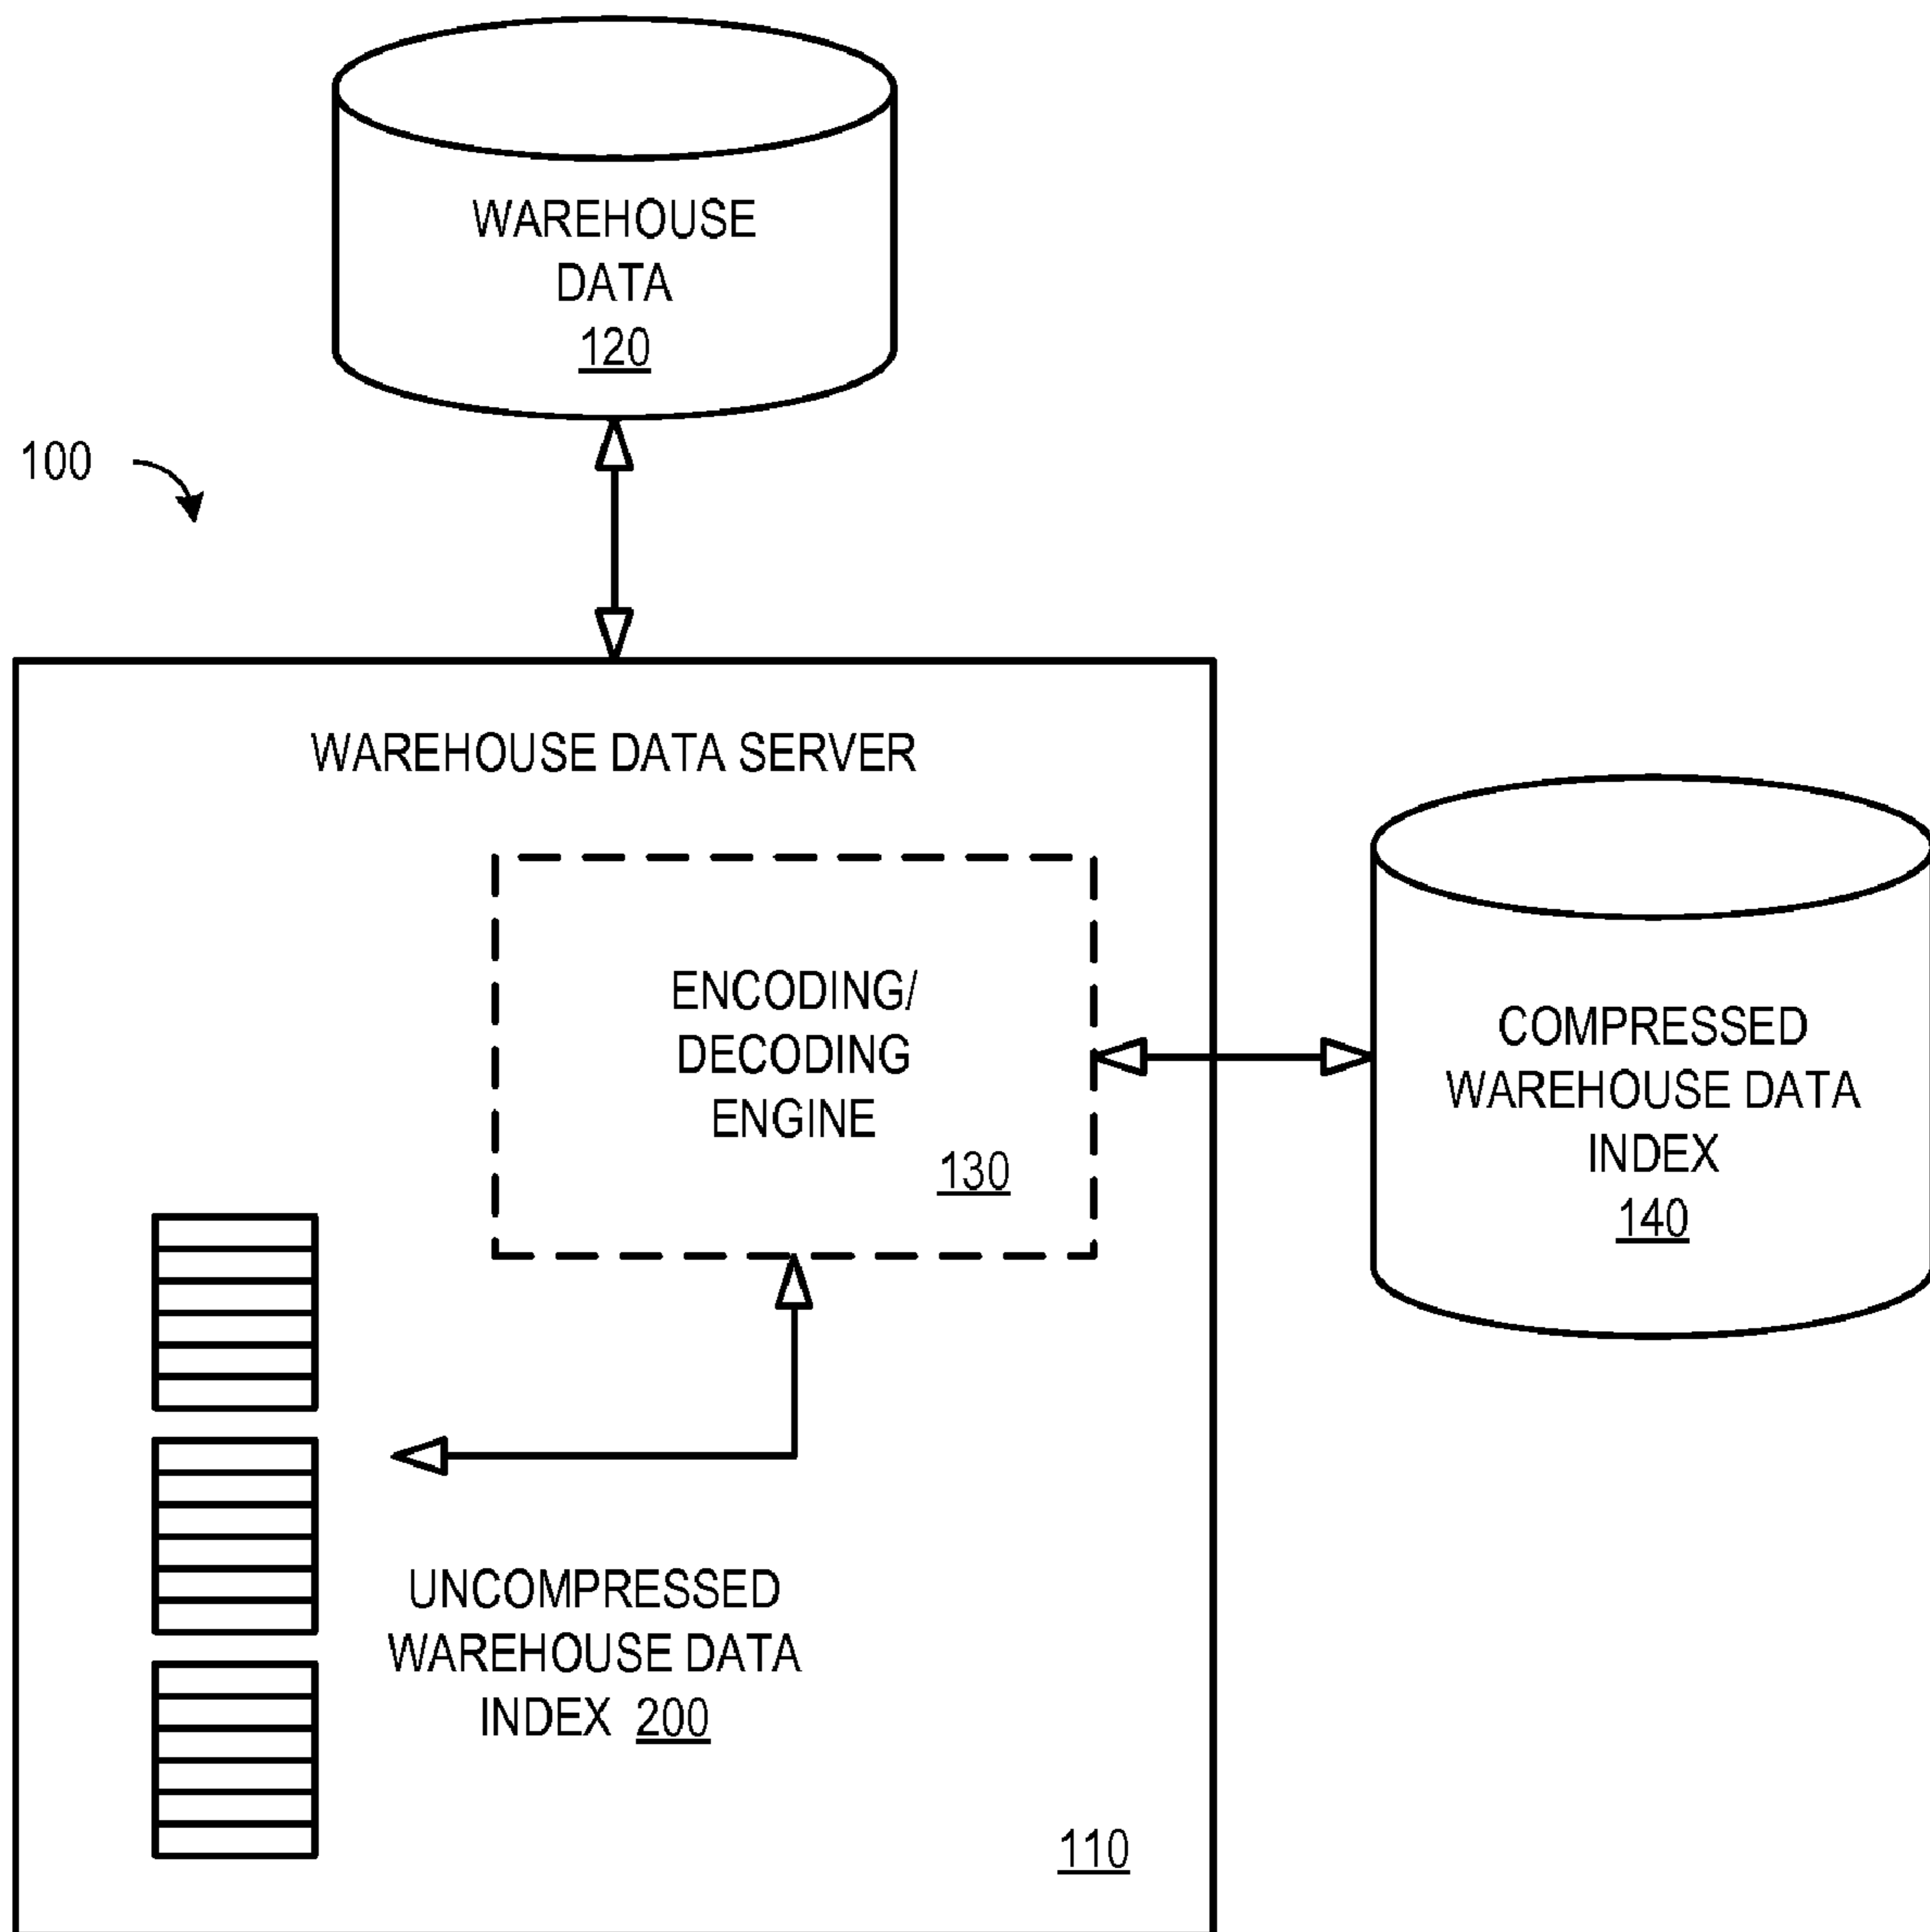 WAREHOUSE
DATA
120
100
WAREHOUSE DATA SERVER
ENCODING/
DECODING
ENGINE
130
COMPRESSED
WAREHOUSE DATA
INDEX
140
UNCOMPRESSED
WAREHOUSE DATA
INDEX 200
110